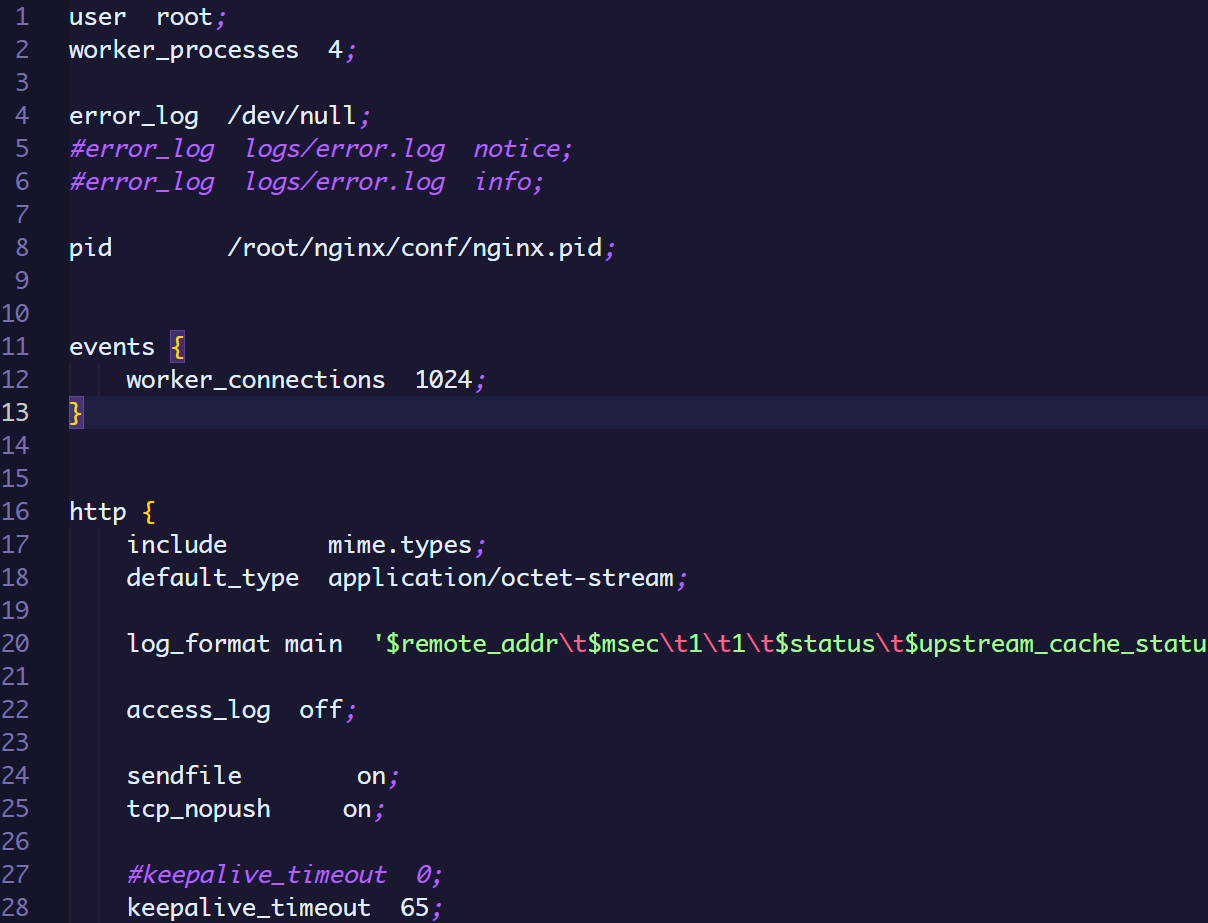 1 user  root;
2 worker_processes  4;
3
4 error_log  /dev/null;
5 #error_log  logs/error.log  notice;
6 #error_log  logs/error.log  info;
7
8 pid        /root/nginx/conf/nginx.pid;
9
10
11 events {
12     worker_connections  1024;
13 }
14
15
16 http {
17     include       mime.types;
18     default_type  application/octet-stream;
19
20     log_format main  '$remote_addr\t$msec\t1\t1\t$status\t$upstream_cache_statu
21
22     access_log  off;
23
24     sendfile        on;
25     tcp_nopush     on;
26
27     #keepalive_timeout  0;
28     keepalive_timeout  65;